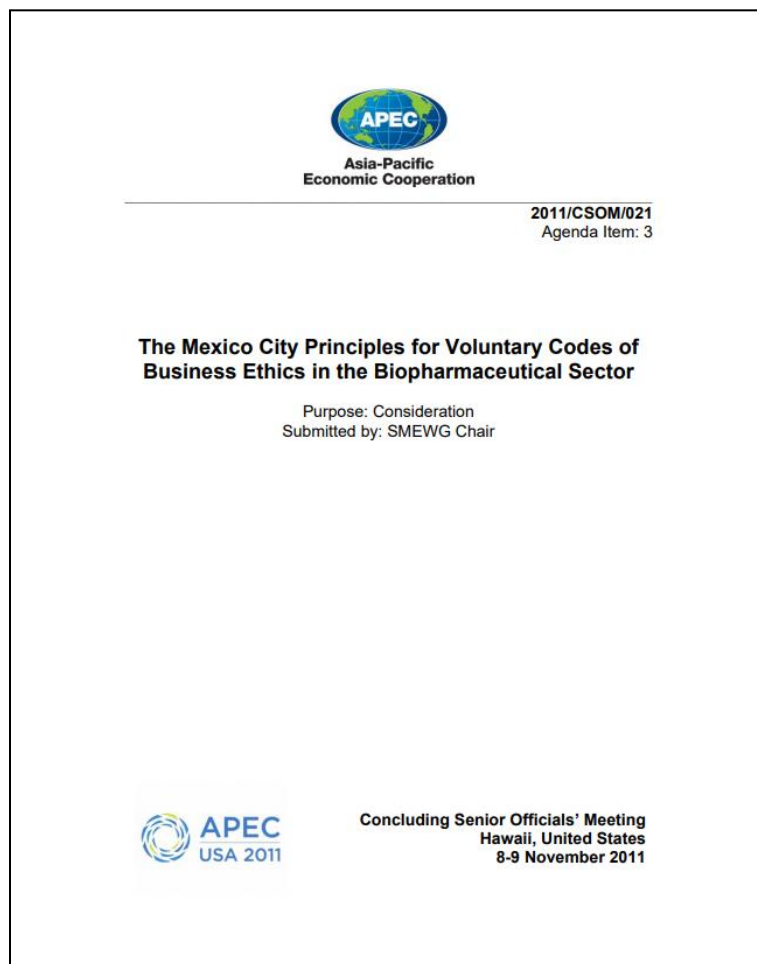 APEC
Asia-Pacific
Economic Cooperation
2011/CSOM/021
Agenda Item: 3
The Mexico City Principles for Voluntary Codes of
Business Ethics in the Biopharmaceutical Sector
Purpose: Consideration
Submitted by: SMEWG Chair
APEC
USA 2011
Concluding Senior Officials’ Meeting
Hawaii, United States
8-9 November 2011